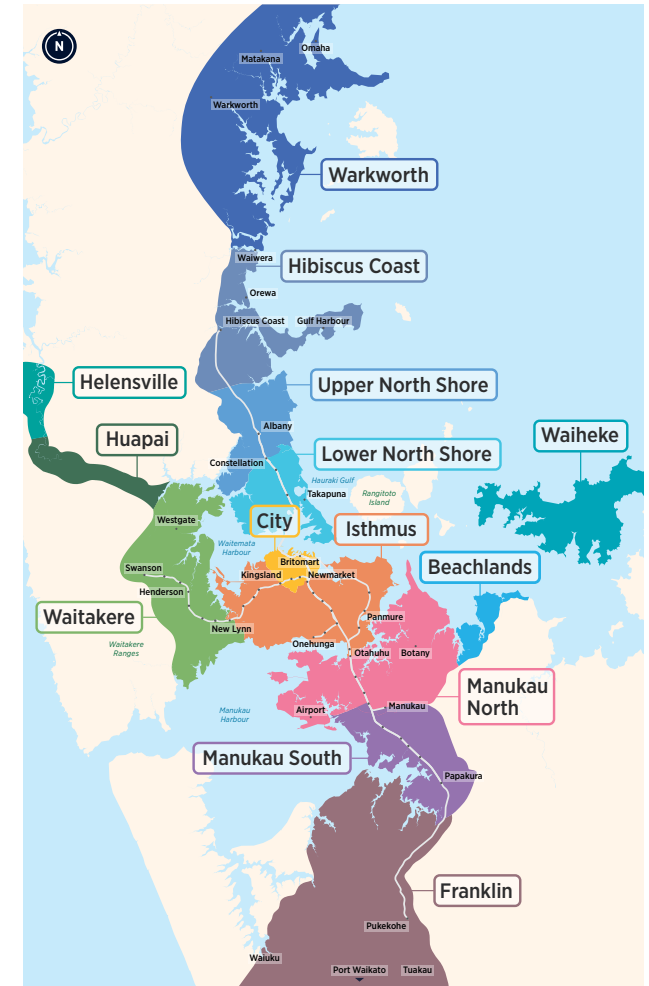 N
Omaha
Matakana
Warkworth
Warkworth
Waiwera
Hibiscus Coast
Orewa
Hibiscus Coast
Gulf Harbour
Helensville
Upper North Shore
Huapai
Albany
Waiheke
Lower North Shore
Constellation
Hauraki Gulf
Takapuna
Rangitoto
Island
Westgate
City
Isthmus
Waitemata
Harbour
Britomart
Swanson
Kingsland
Newmarket
Beachlands
Henderson
Waitakere
Panmure
New Lynn
Onehunga
Waitakere
Ranges
Otahuhu
Botany
Manukau
North
Manukau
Harbour
Airport
Manukau
Manukau South
Papakura
Franklin
Pukekohe
Waiuku
Port Waikato
Tuakau